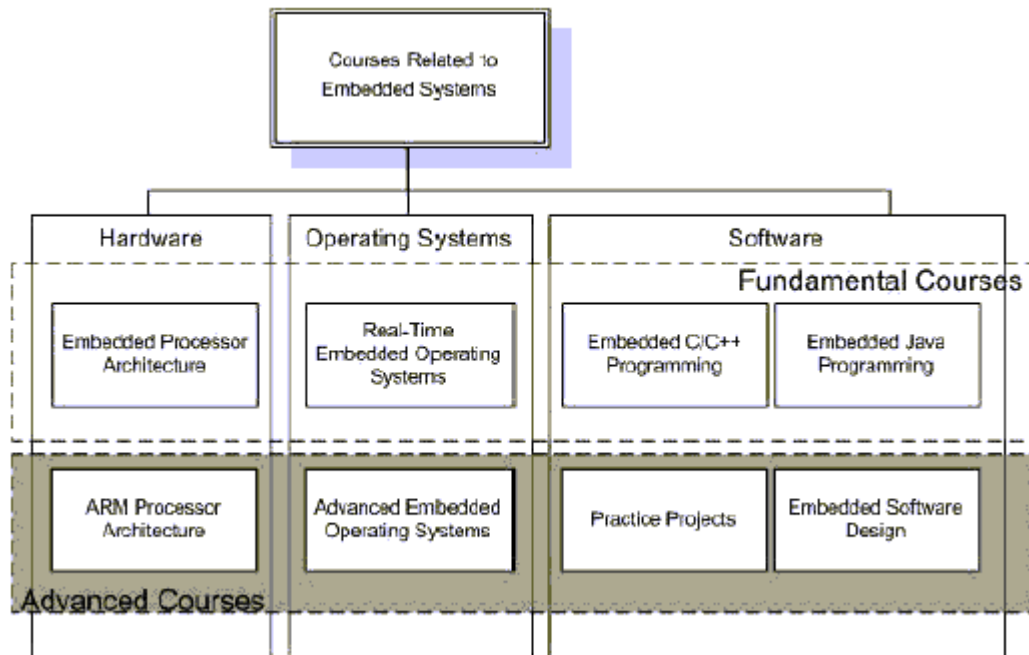 Courses Related to
Embedded Systems
Hardware
Operating Systems
Software
Fundamental Courses
Embedded Processor
Architecture
Real-Time
Embedded Operating
Systems
Embedded C/C++
Programming
Embedded Java
Programming
ARM Processor
Architecture
Advanced Embedded
Operating Systems
Practice Projects
Embedded Software
Design
Advanced Courses